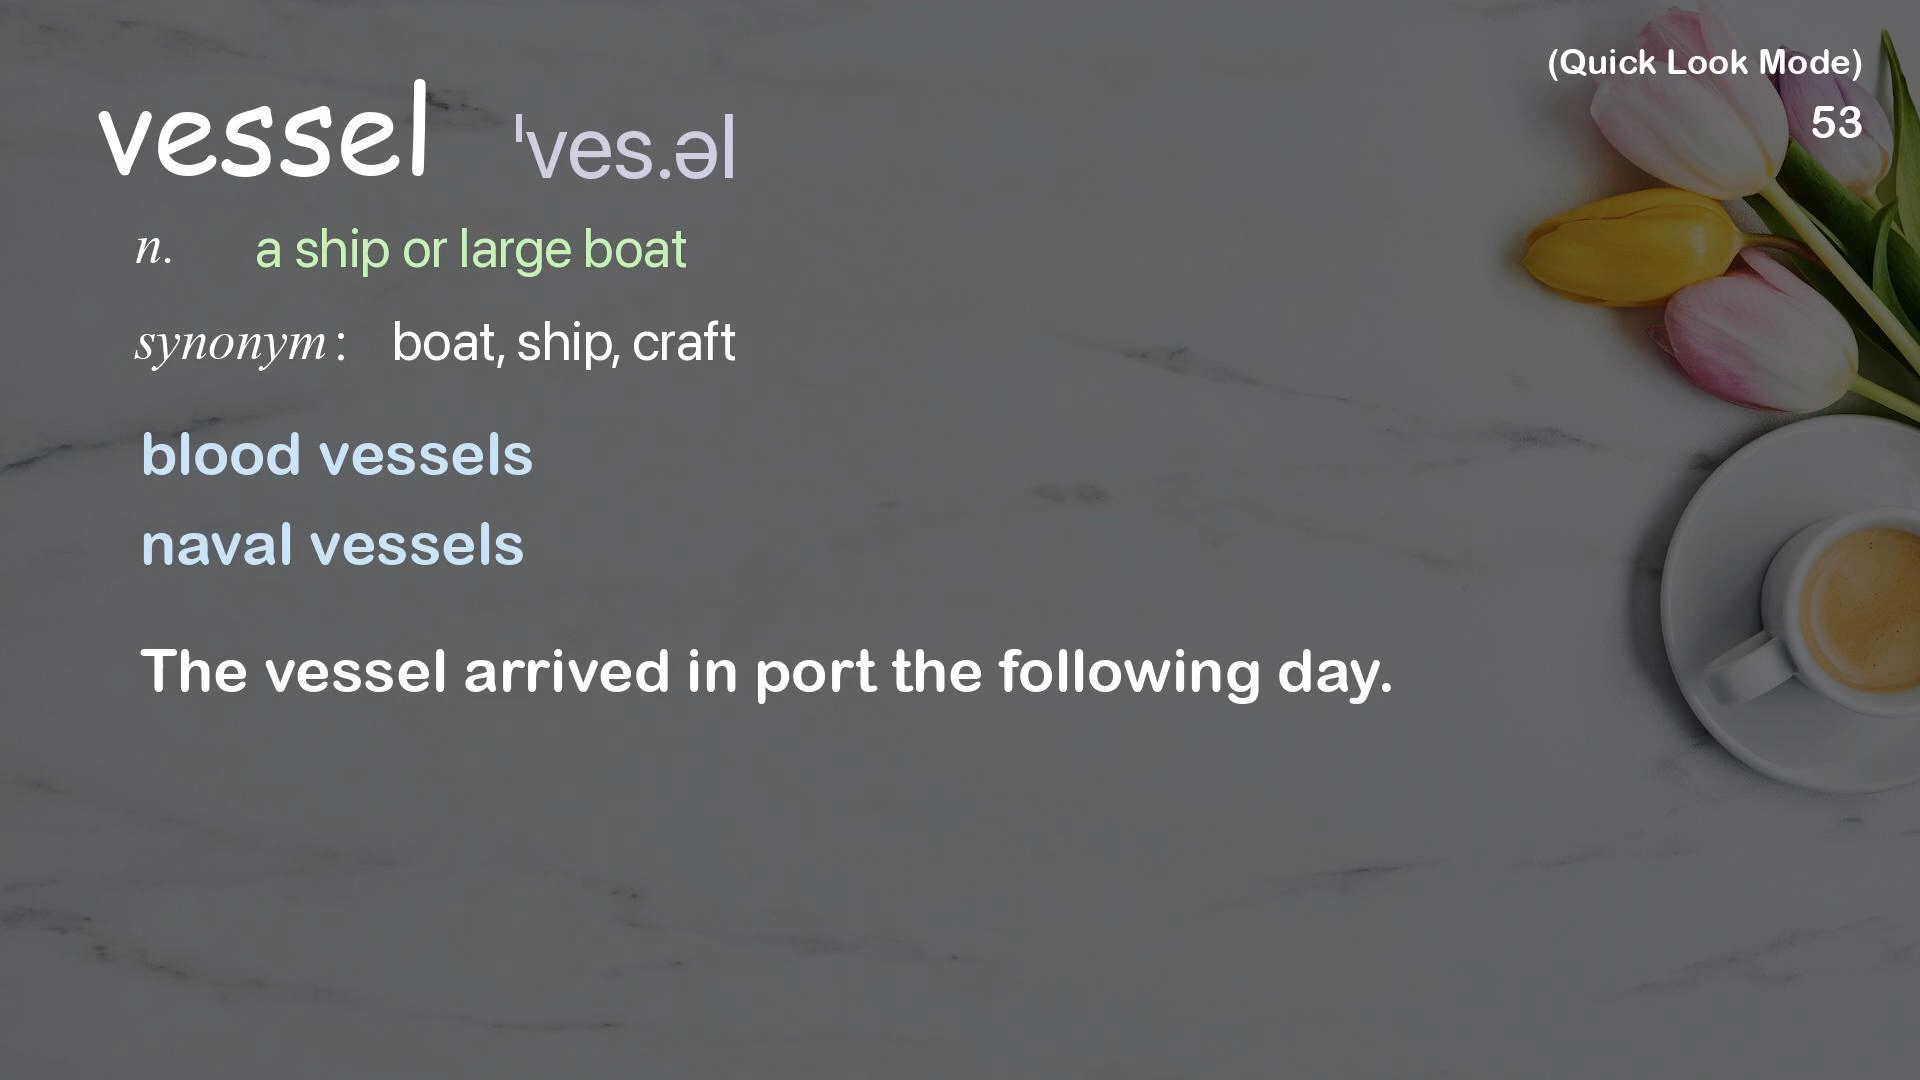 (Quick Look Mode)
53
vessel ˈves.əl
n. a ship or large boat
synonym: boat, ship, craft
blood vessels
naval vessels
The vessel arrived in port the following day.